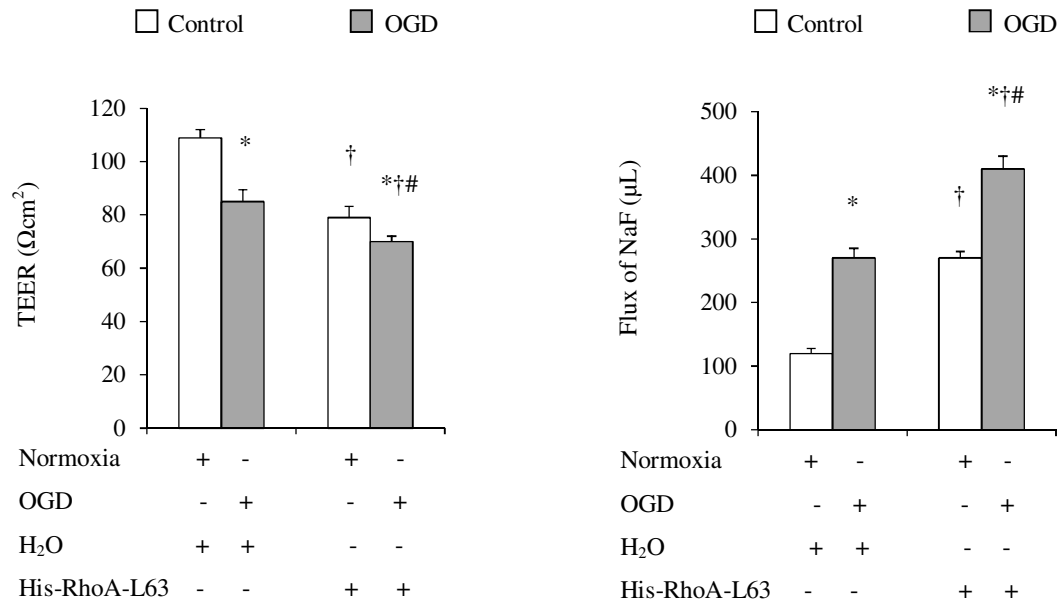 Control OGD
TEER (Ωcm²)
120
100
80
60
40
20
0
*
†
*†#
Normoxia + - + -
OGD - + - +
H₂O + + - -
His-RhoA-L63 - - + +
Control OGD
Flux of NaF (µL)
500
400
300
200
100
0
*
†
*†#
Normoxia + - + -
OGD - + - +
H₂O + + - -
His-RhoA-L63 - - + +